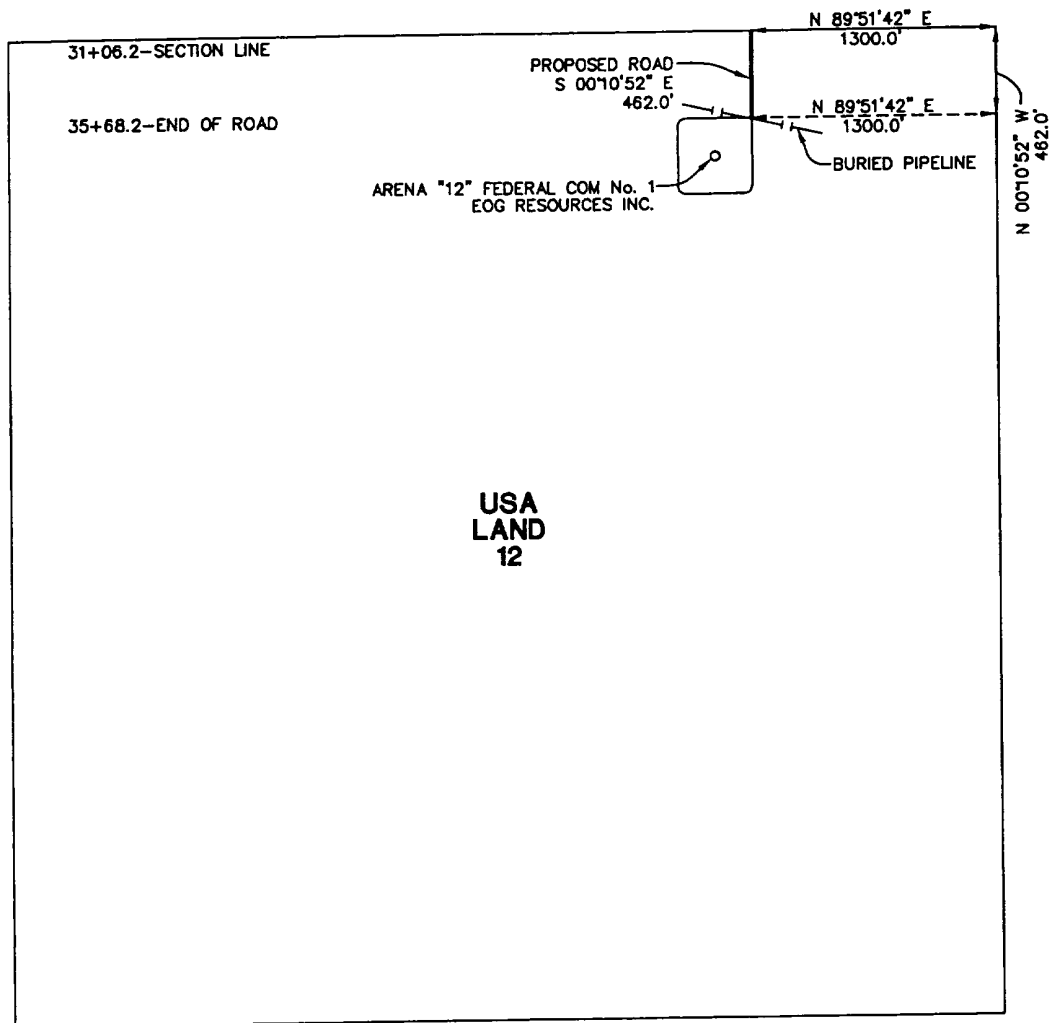 N 89°51'42" E
1300.0'
31+06.2-SECTION LINE
PROPOSED ROAD
S 00°10'52" E
462.0'
35+68.2-END OF ROAD
N 89°51'42" E
1300.0'
N 00°10'52" W
462.0'
BURIED PIPELINE
ARENA "12" FEDERAL COM No. 1
EOG RESOURCES INC.
USA
LAND
12